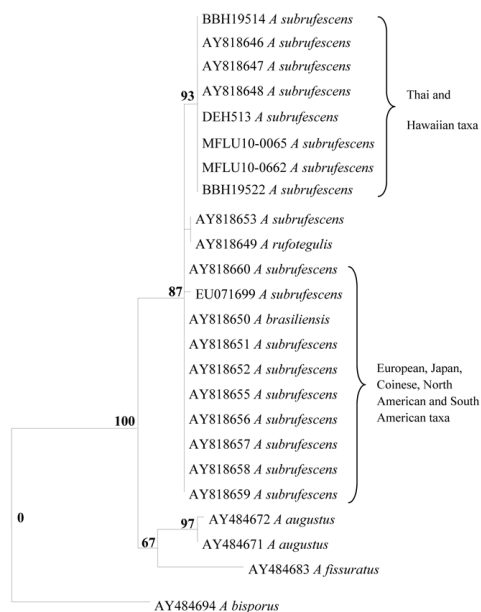 BBH19514 A subrufescens
AY818646 A subrufescens
AY818647 A subrufescens
AY818648 A subrufescens
93
DEH513 A subrufescens
MFLU10-0065 A subrufescens
MFLU10-0662 A subrufescens
BBH19522 A subrufescens
Thai and
Hawaiian taxa
AY818653 A subrufescens
AY818649 A rufotegulis
AY818660 A subrufescens
87
EU071699 A subrufescens
AY818650 A brasiliensis
AY818651 A subrufescens
AY818652 A subrufescens
AY818655 A subrufescens
AY818656 A subrufescens
AY818657 A subrufescens
AY818658 A subrufescens
AY818659 A subrufescens
European, Japan,
Coinese, North
American and South
American taxa
100
0
97
AY484672 A augustus
67
AY484671 A augustus
AY484683 A fissuratus
AY484694 A bisporus